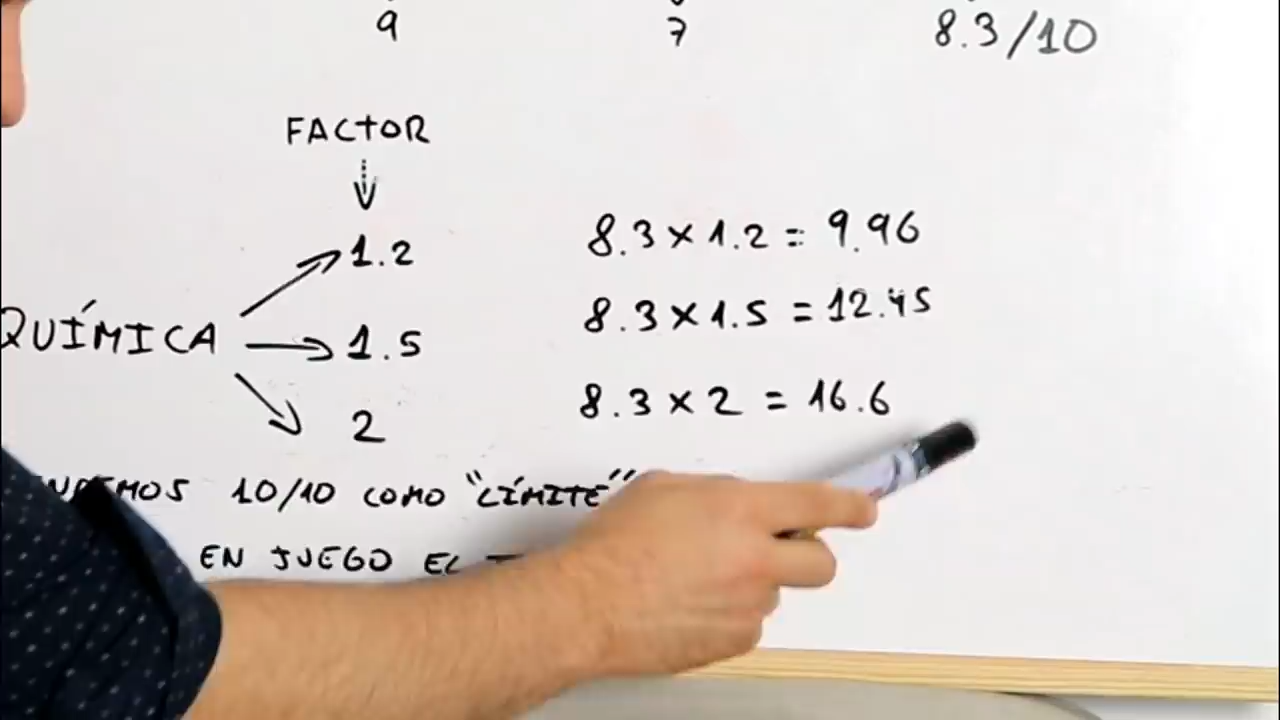 9 7 8.3/10
FACTOR
1.2
8.3 x 1.2 = 9.96
QUÍMICA
1.5
8.3 x 1.5 = 12.45
2
8.3 x 2 = 16.6
10/10 COMO "LÍMITE"
EN JUEGO EL